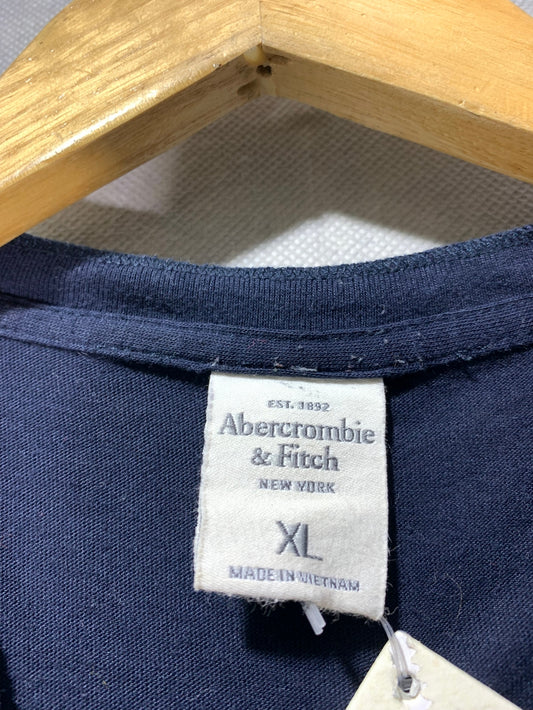 EST. 1892
Abercrombie
& Fitch
NEW YORK
XL
MADE IN VIETNAM